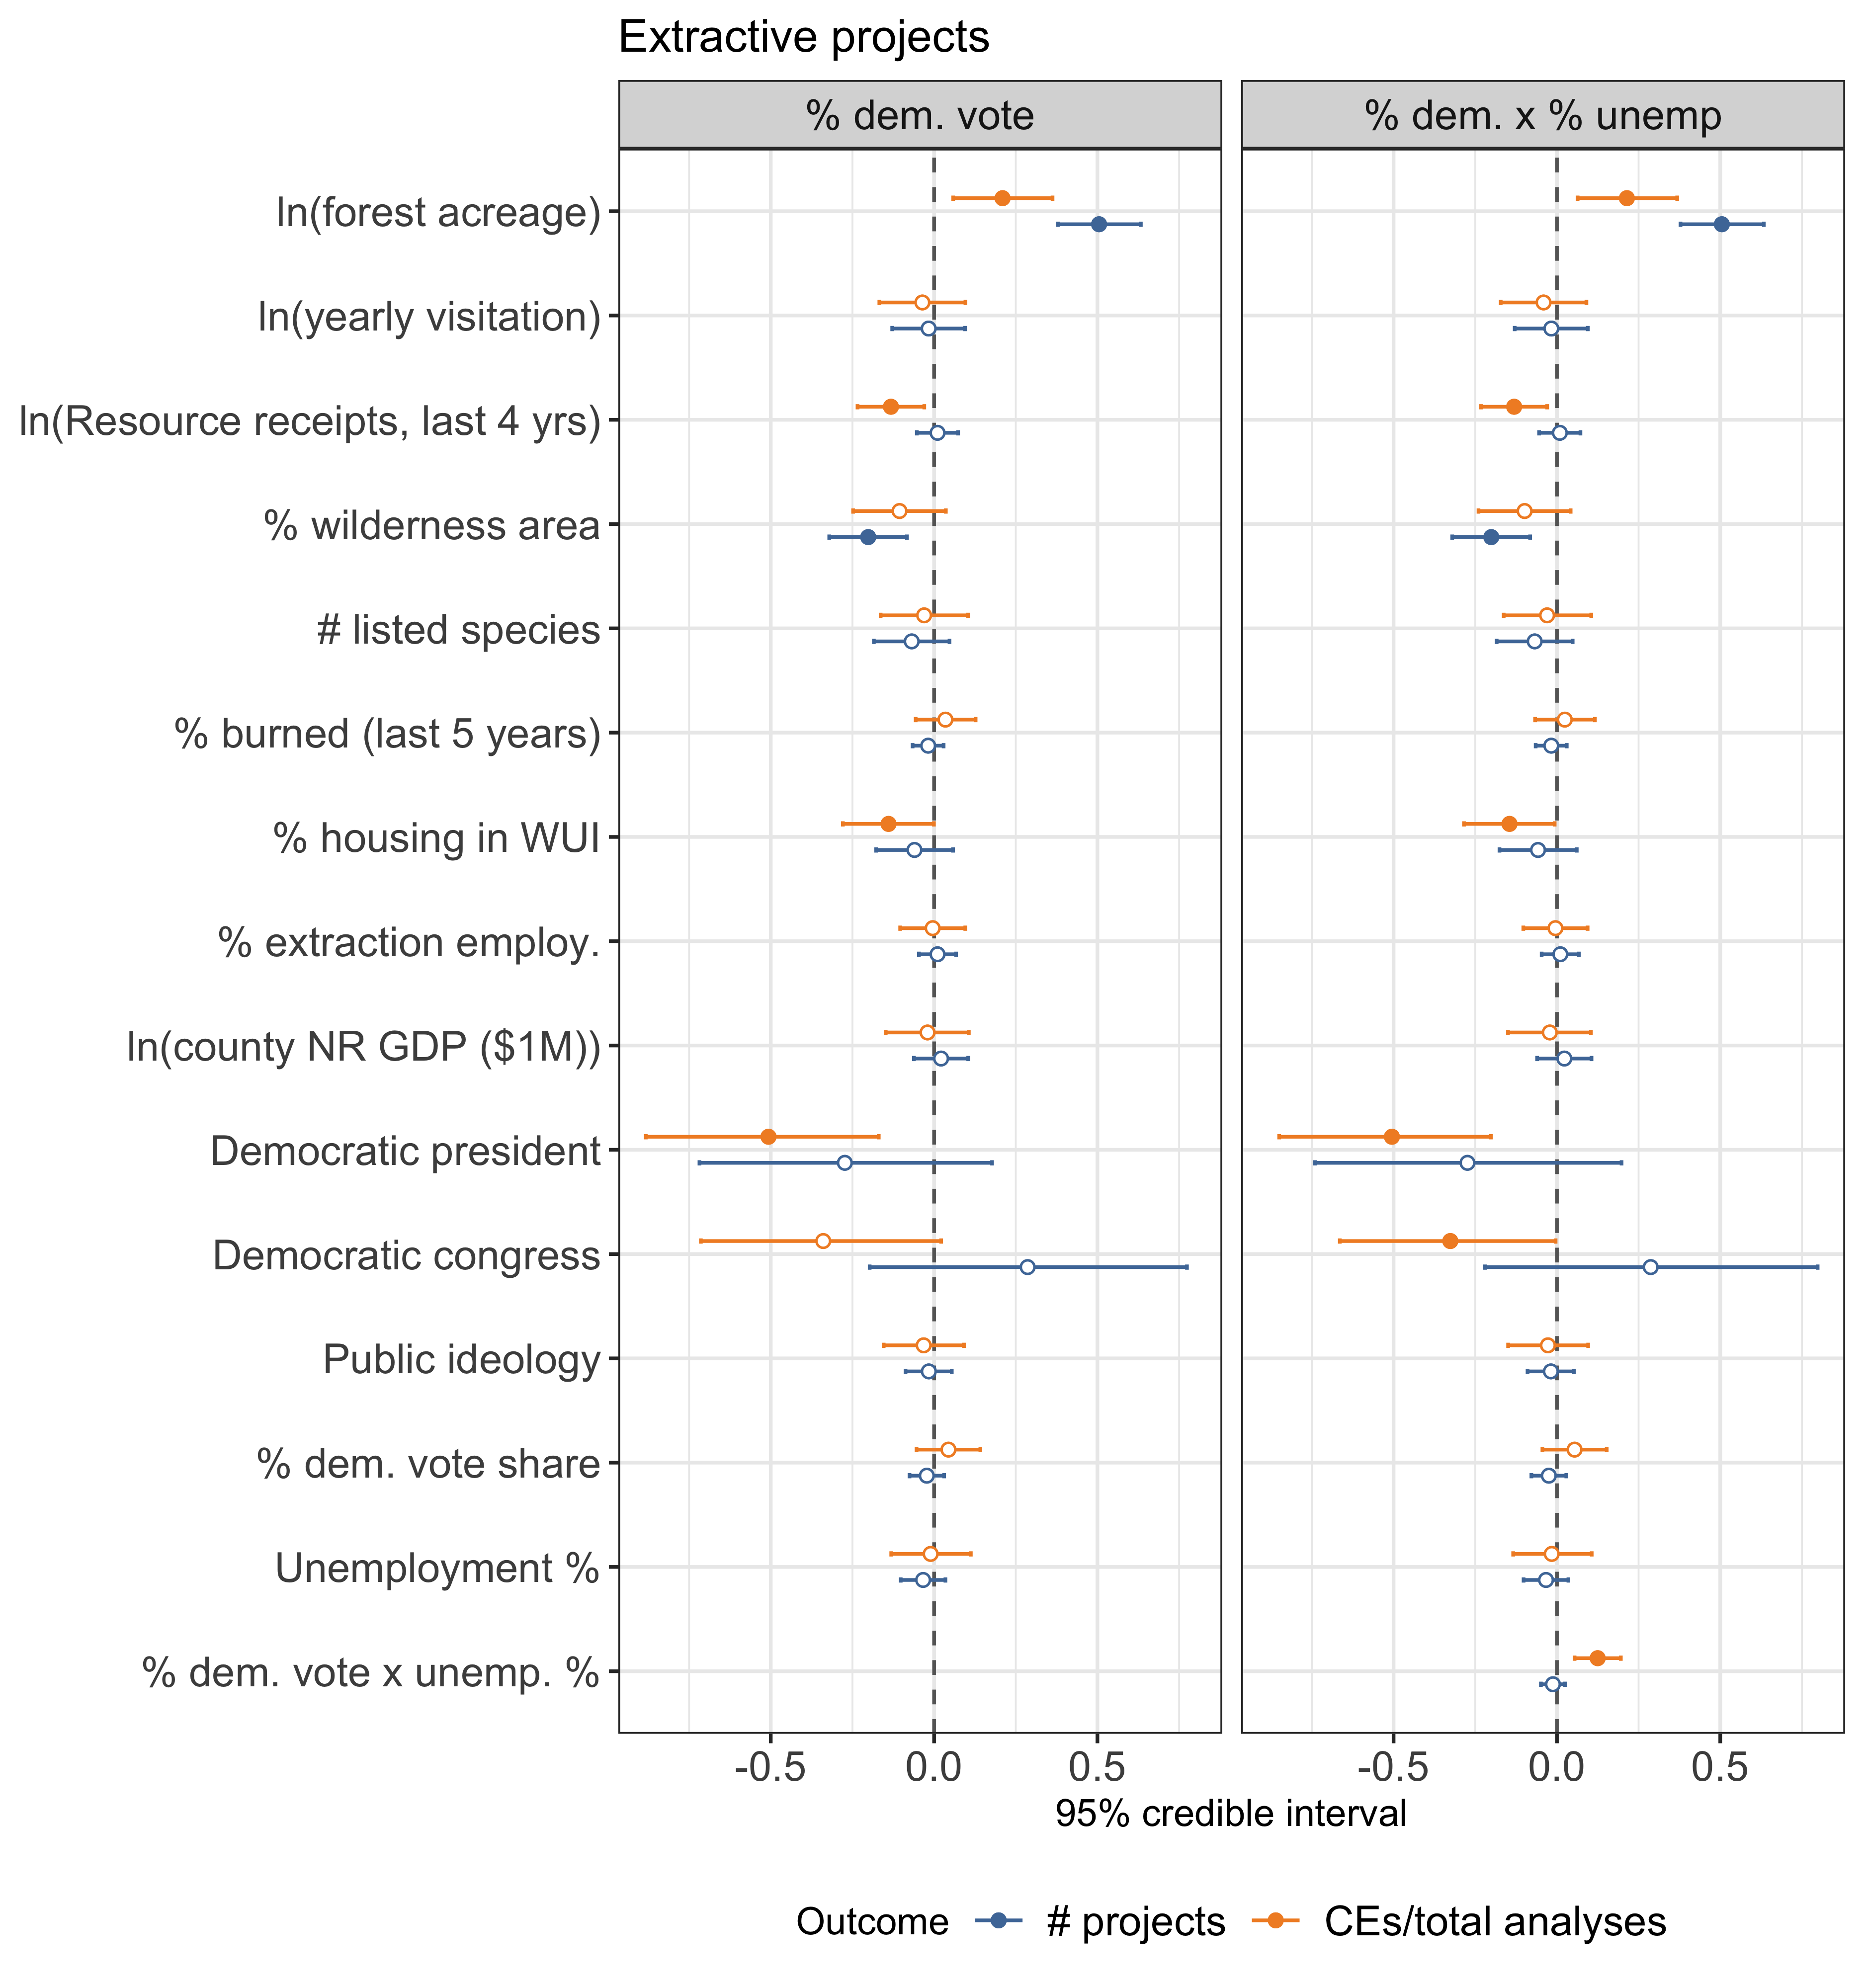 Extractive projects
% dem. vote
% dem. x % unemp
ln(forest acreage)
ln(yearly visitation)
ln(Resource receipts, last 4 yrs)
% wilderness area
# listed species
% burned (last 5 years)
% housing in WUI
% extraction employ.
ln(county NR GDP ($1M))
Democratic president
Democratic congress
Public ideology
% dem. vote share
Unemployment %
% dem. vote x unemp. %
-0.5 0.0 0.5 -0.5 0.0 0.5
95% credible interval
Outcome # projects CEs/total analyses